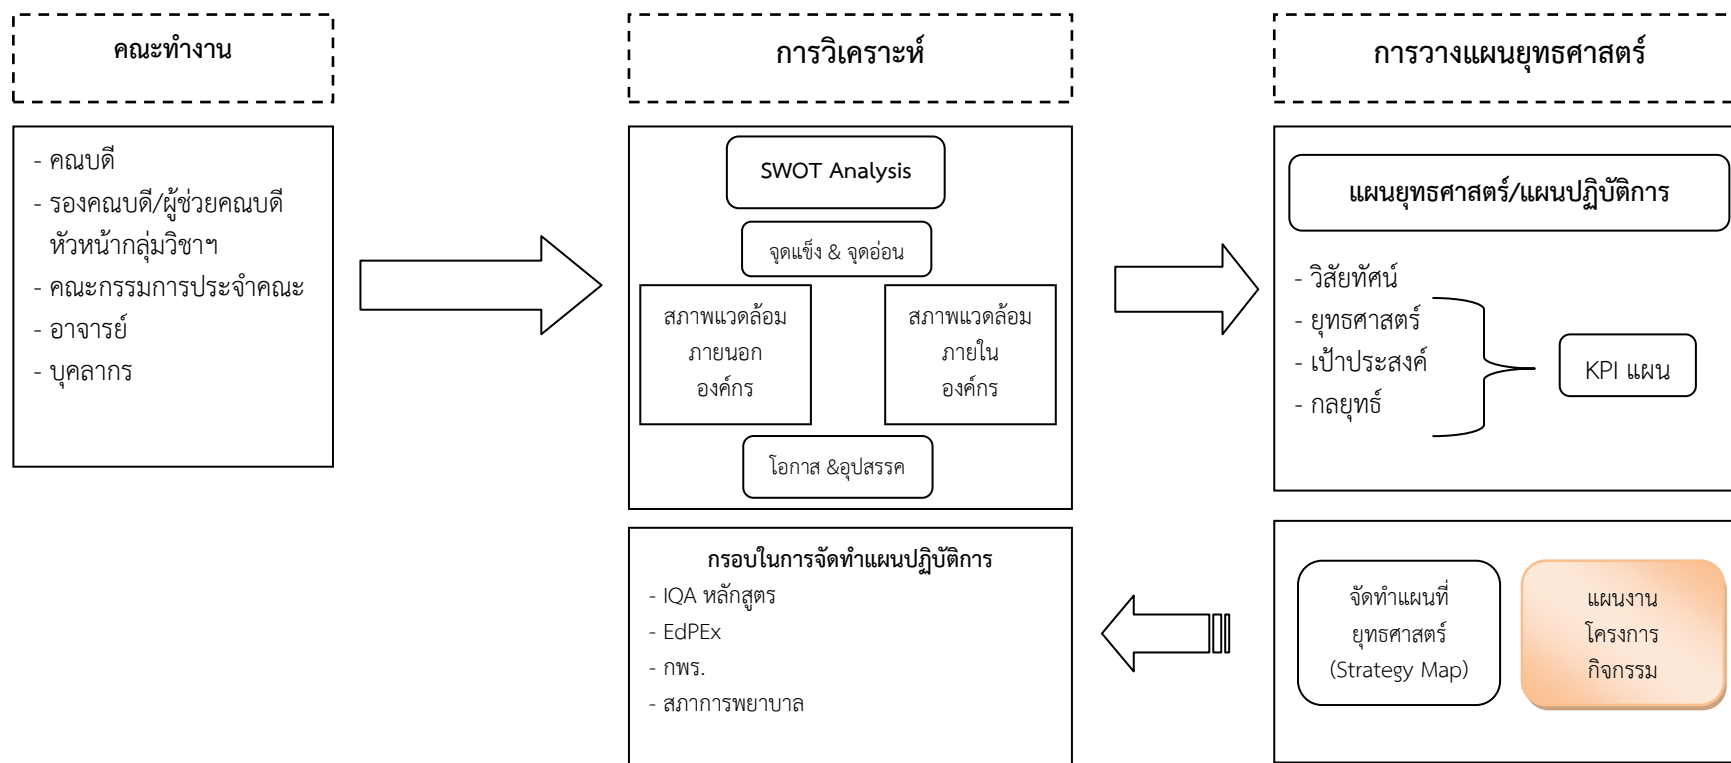 คณะทำงาน
- คณบดี
- รองคณบดี/ผู้ช่วยคณบดี
หัวหน้ากลุ่มวิชาฯ
- คณะกรรมการประจำคณะ
- อาจารย์
- บุคลากร
การวิเคราะห์
SWOT Analysis
จุดแข็ง & จุดอ่อน
สภาพแวดล้อม
ภายนอก
องค์กร
สภาพแวดล้อม
ภายใน
องค์กร
โอกาส &อุปสรรค
การวางแผนยุทธศาสตร์
แผนยุทธศาสตร์/แผนปฏิบัติการ
- วิสัยทัศน์
- ยุทธศาสตร์
- เป้าประสงค์
- กลยุทธ์
KPI แผน
จัดทำแผนที่
ยุทธศาสตร์
(Strategy Map)
แผนงาน
โครงการ
กิจกรรม
กรอบในการจัดทำแผนปฏิบัติการ
- IQA หลักสูตร
- EdPEx
- กพร.
- สภาการพยาบาล